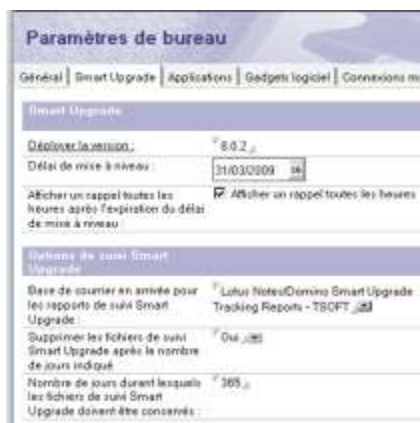 Paramètres de bureau
Général | Smart Upgrade | Applications | Gadgets logiciel | Connexions
Smart Upgrade
Déployer la version : 8.0.2
Délai de mise à niveau : 31/03/2009
Afficher un rappel toutes les Afficher un rappel toutes les heures
heures après l'expiration du délai
de mise à niveau :
Options de suivi Smart
Upgrade
Base de courrier en arrivée pour Lotus Notes/Domino Smart Upgrade
les rapports de suivi Smart Tracking Reports - TSOFT
Upgrade :
Supprimer les fichiers de suivi Oui
Smart Upgrade après le nombre
de jours indiqué
Nombre de jours durant lesquels 365
les fichiers de suivi Smart
Upgrade doivent être conservés :